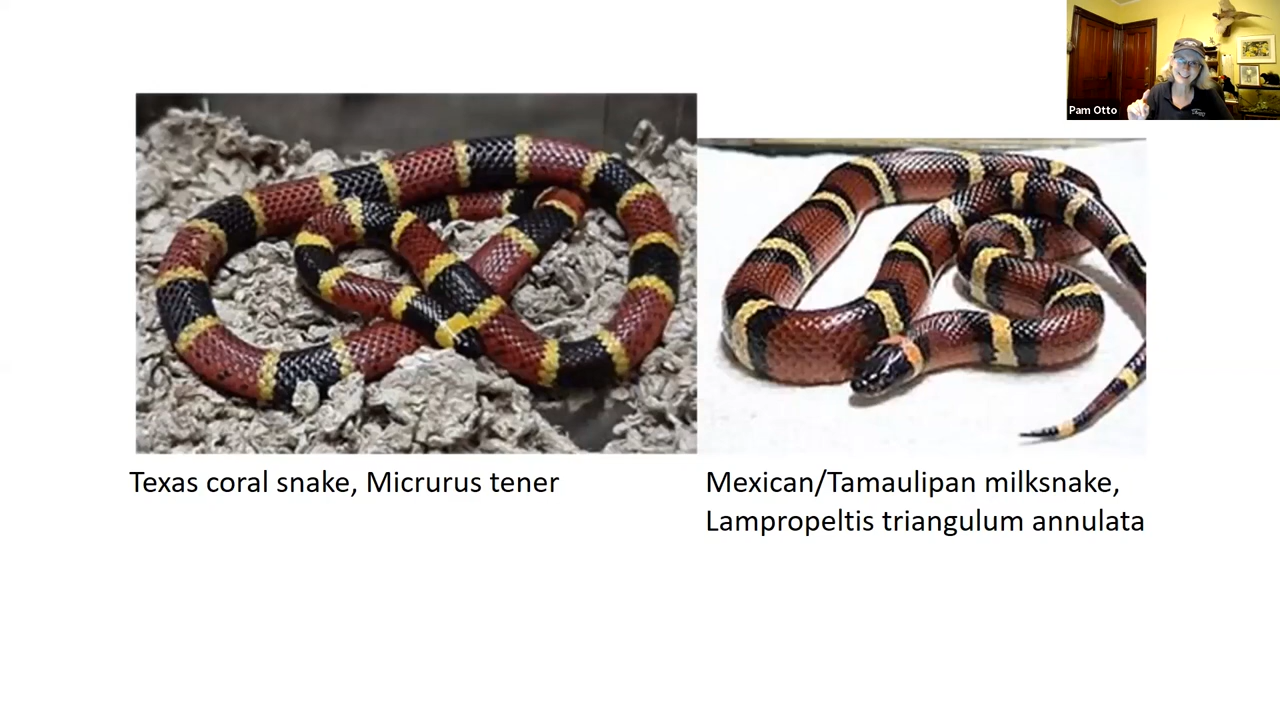 Pam Otto
Texas coral snake, Micrurus tener
Mexican/Tamaulipan milksnake,
Lampropeltis triangulum annulata